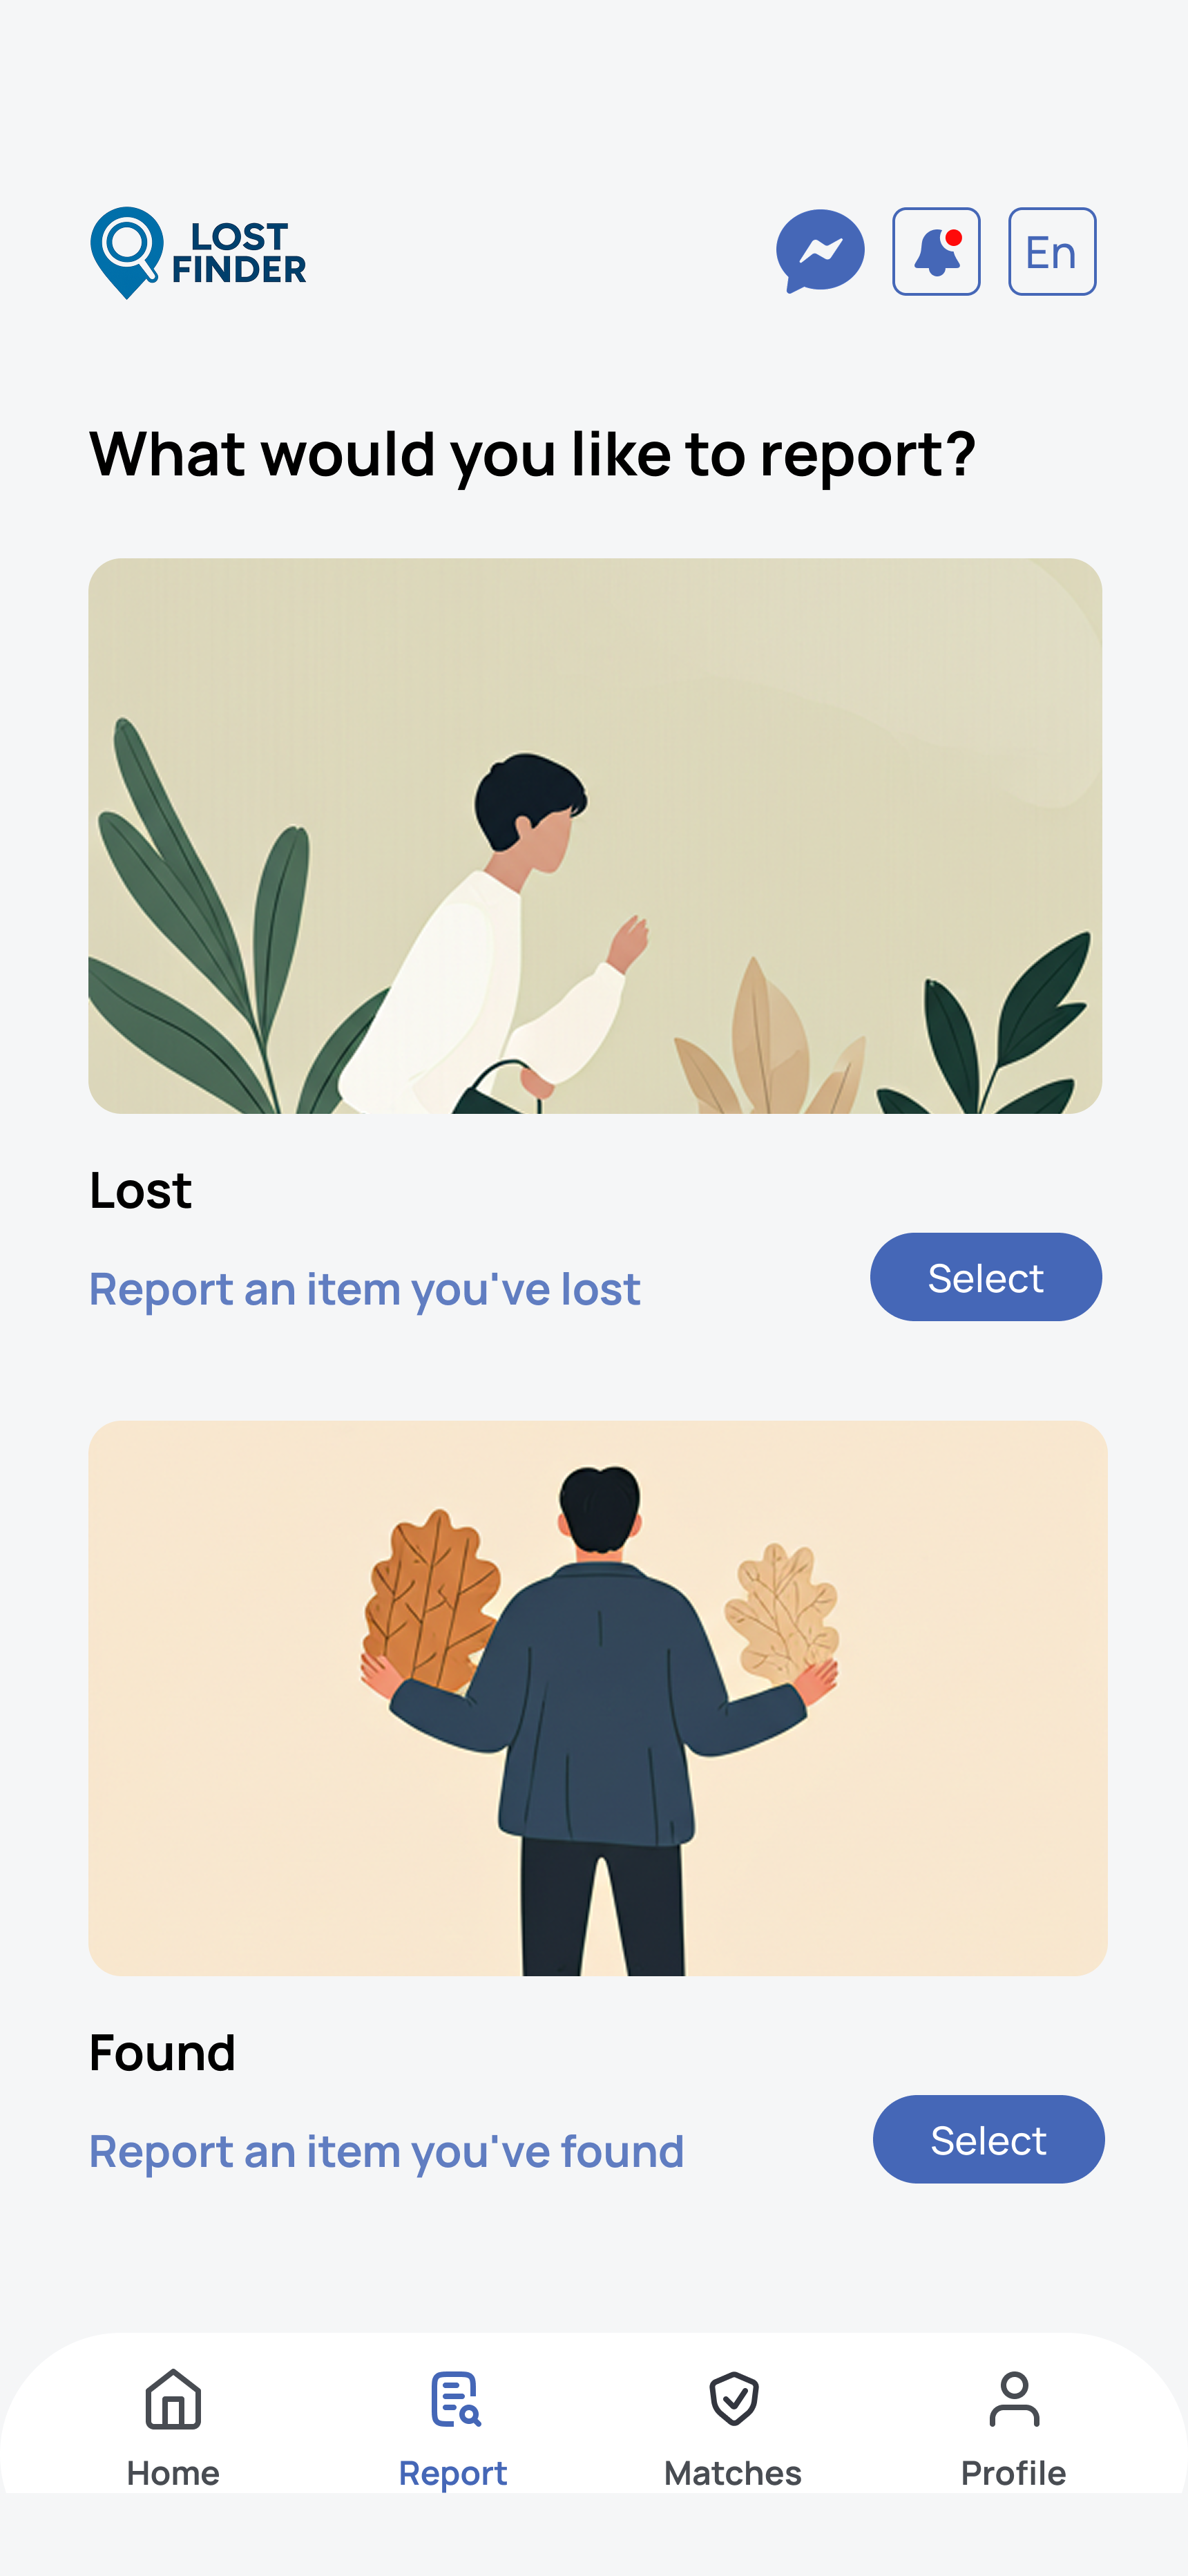 LOST
FINDER
En
What would you like to report?
Lost
Report an item you've lost
Select
Found
Report an item you've found
Select
Home
Report
Matches
Profile